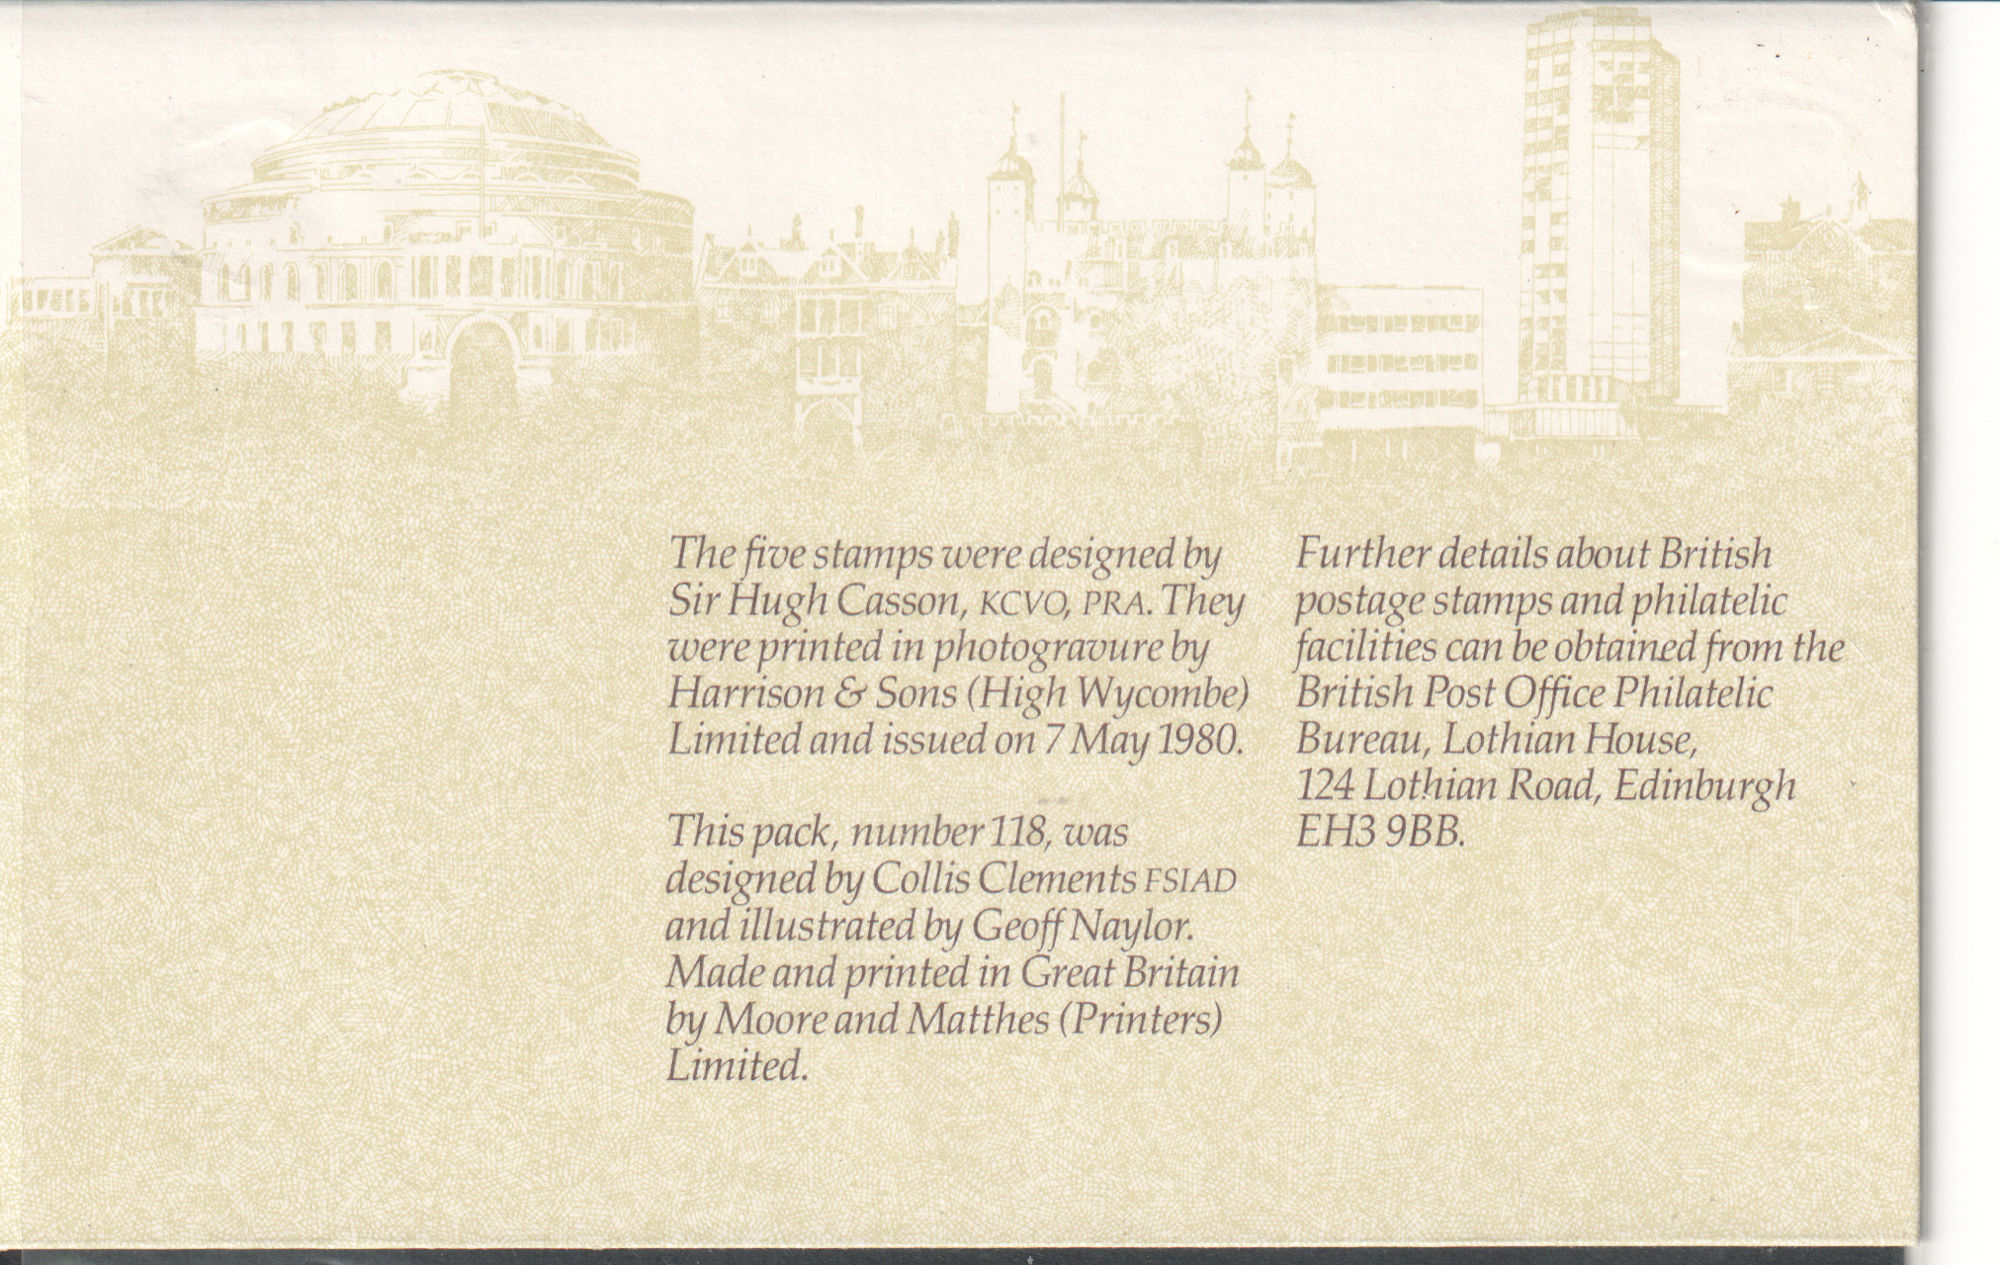 The five stamps were designed by
Sir Hugh Casson, KCVO, PRA. They
were printed in photogravure by
Harrison & Sons (High Wycombe)
Limited and issued on 7 May 1980.
This pack, number 118, was
designed by Collis Clements FSIAD
and illustrated by Geoff Naylor.
Made and printed in Great Britain
by Moore and Matthes (Printers)
Limited.
Further details about British
postage stamps and philatelic
facilities can be obtained from the
British Post Office Philatelic
Bureau, Lothian House,
124 Lothian Road, Edinburgh
EH3 9BB.